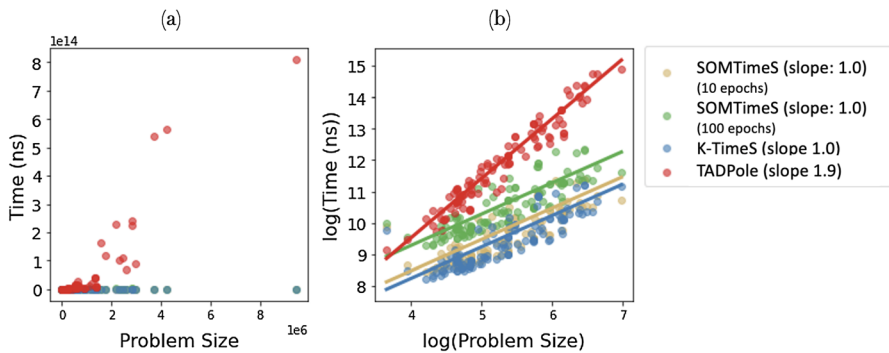 (a)
(b)
1e14
8
7
6
5
4
3
2
1
0
Time (ns)
0
2
4
6
8
1e6
Problem Size
15
14
13
12
11
10
9
8
log(Time (ns))
4
5
6
7
log(Problem Size)
SOMTimeS (slope: 1.0)
(10 epochs)
SOMTimeS (slope: 1.0)
(100 epochs)
K-TimeS (slope 1.0)
TADPole (slope 1.9)